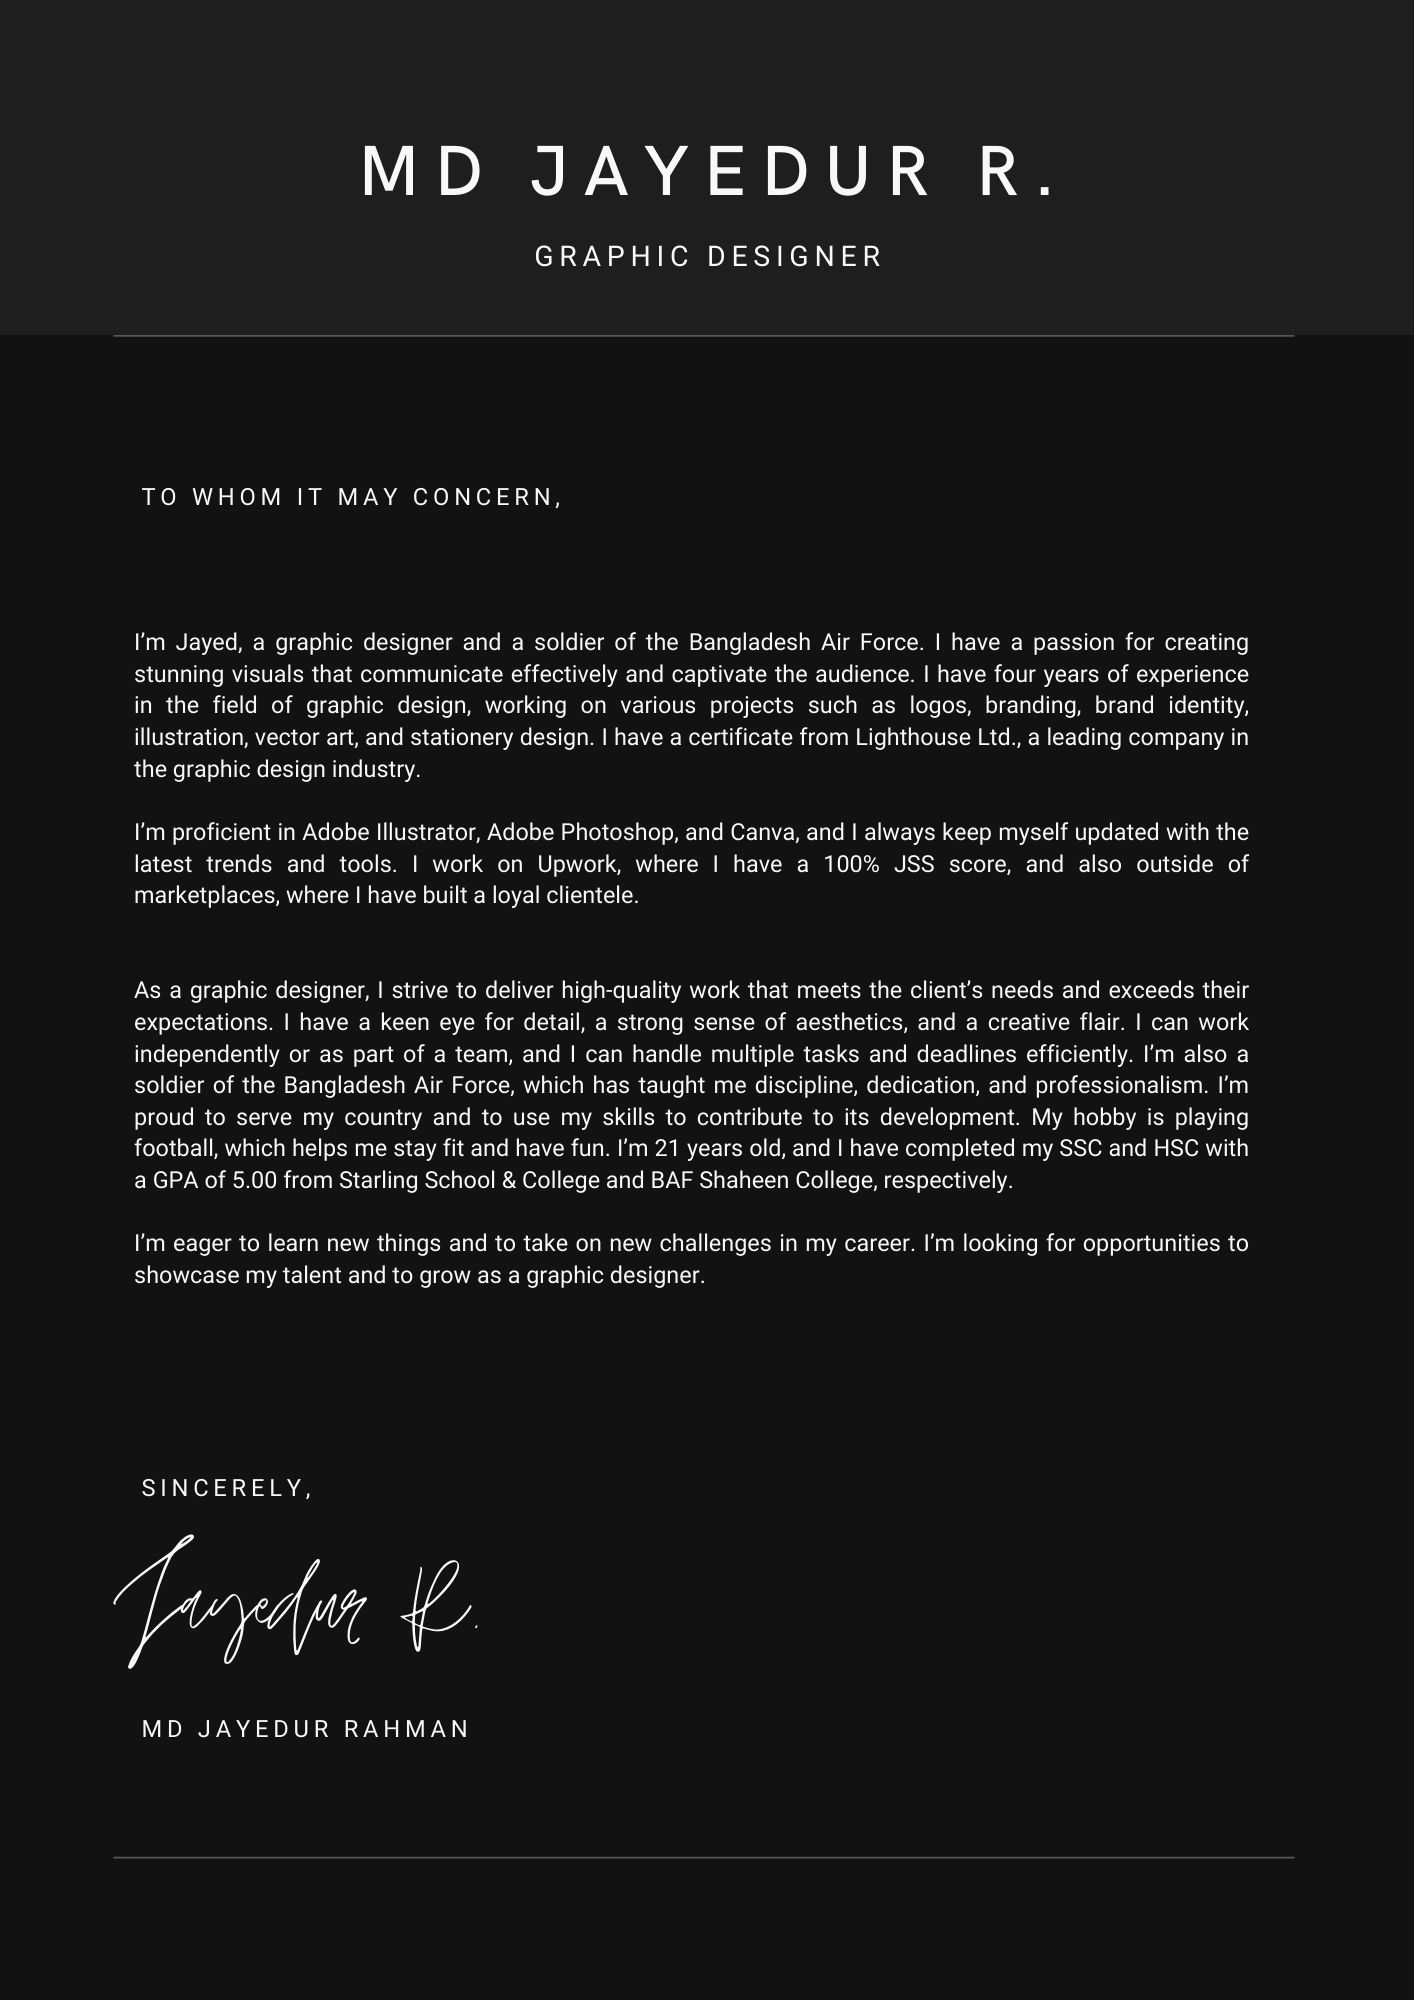 MD JAYEDUR R.
GRAPHIC DESIGNER
TO WHOM IT MAY CONCERN,
I’m Jayed, a graphic designer and a soldier of the Bangladesh Air Force. I have a passion for creating
stunning visuals that communicate effectively and captivate the audience. I have four years of experience
in the field of graphic design, working on various projects such as logos, branding, brand identity,
illustration, vector art, and stationery design. I have a certificate from Lighthouse Ltd., a leading company in
the graphic design industry.
I’m proficient in Adobe Illustrator, Adobe Photoshop, and Canva, and I always keep myself updated with the
latest trends and tools. I work on Upwork, where I have a 100% JSS score, and also outside of
marketplaces, where I have built a loyal clientele.
As a graphic designer, I strive to deliver high-quality work that meets the client’s needs and exceeds their
expectations. I have a keen eye for detail, a strong sense of aesthetics, and a creative flair. I can work
independently or as part of a team, and I can handle multiple tasks and deadlines efficiently. I’m also a
soldier of the Bangladesh Air Force, which has taught me discipline, dedication, and professionalism. I’m
proud to serve my country and to use my skills to contribute to its development. My hobby is playing
football, which helps me stay fit and have fun. I’m 21 years old, and I have completed my SSC and HSC with
a GPA of 5.00 from Starling School & College and BAF Shaheen College, respectively.
I’m eager to learn new things and to take on new challenges in my career. I’m looking for opportunities to
showcase my talent and to grow as a graphic designer.
SINCERELY,
Jayedur R.
MD JAYEDUR RAHMAN